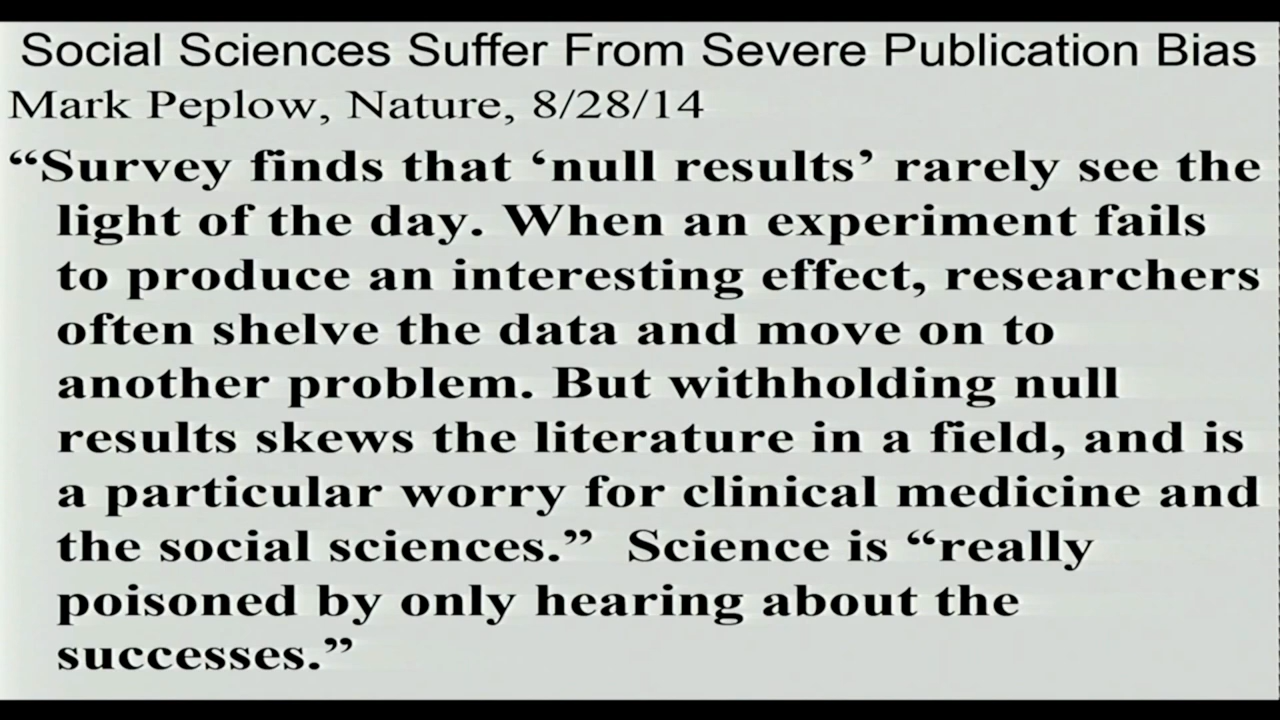 Social Sciences Suffer From Severe Publication Bias
Mark Peplow, Nature, 8/28/14
“Survey finds that ‘null results’ rarely see the
light of the day. When an experiment fails
to produce an interesting effect, researchers
often shelve the data and move on to
another problem. But withholding null
results skews the literature in a field, and is
a particular worry for clinical medicine and
the social sciences.”  Science is “really
poisoned by only hearing about the
successes.”